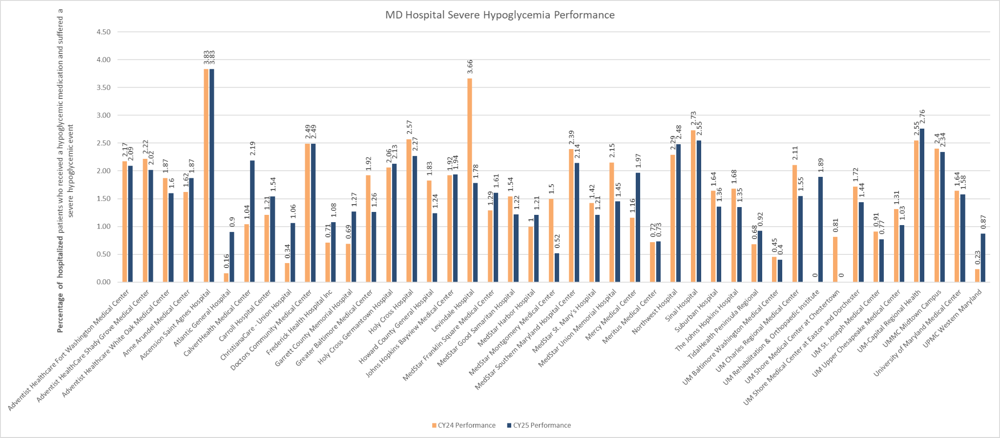 MD Hospital Severe Hypoglycemia Performance
Percentage of hospitalized patients who received a hypoglycemic medication and suffered a
severe hypoglycemic event
4.50
4.00
3.50
3.00
2.50
2.00
1.50
1.00
0.50
0.00
2.17
2.09
2.22
2.02
1.87
1.6
1.62
1.87
3.83
3.83
0.16
0.9
1.04
2.19
1.21
1.54
0.34
1.06
2.49
2.49
0.71
1.08
0.69
1.27
1.92
1.26
2.06
2.13
2.57
2.27
1.83
1.24
1.92
1.94
3.66
1.78
1.29
1.61
1.54
1.22
1
1.21
1.5
0.52
2.39
2.14
1.42
1.21
2.15
1.45
1.16
1.97
0.72
0.73
2.29
2.48
2.73
2.55
1.64
1.36
1.68
1.35
0.68
0.92
0.45
0.4
2.11
1.55
0
1.89
0.81
0
1.72
1.44
0.91
0.77
1.31
1.03
2.55
2.76
2.4
2.34
1.64
1.58
0.23
0.87
Adventist Healthcare Fort Washington Medical Center
Adventist HealthCare Shady Grove Medical Center
Adventist Healthcare White Oak Medical Center
Anne Arundel Medical Center
Ascension Saint Agnes Hospital
Atlantic General Hospital
CalvertHealth Medical Center
Carroll Hospital Center
ChristianaCare - Union Hospital
Doctors Community Medical Center
Frederick Health Hospital Inc
Garrett County Memorial Hospital
Greater Baltimore Medical Center
Holy Cross Germantown Hospital
Holy Cross Hospital
Howard County General Hospital
Johns Hopkins Bayview Medical Center
Levindale Hospital
MedStar Franklin Square Medical Center
MedStar Good Samaritan Hospital
MedStar Harbor Hospital
MedStar Montgomery Medical Center
MedStar Southern Maryland Hospital Center
MedStar St. Mary's Hospital
MedStar Union Memorial Hospital
Mercy Medical Center
Meritus Medical Center
Northwest Hospital
Sinai Hospital
Suburban Hospital
The Johns Hopkins Hospital
TidalHealth Peninsula Regional
UM Baltimore Washington Medical Center
UM Charles Regional Medical Center
UM Rehabilitation & Orthopaedic Institute
UM Shore Medical Center at Chestertown
UM Shore Medical Center at Easton and Dorchester
UM St. Joseph Medical Center
UM Upper Chesapeake Medical Center
UM-Capital Regional Health
UMMC Midtown Campus
University of Maryland Medical Center
UPMC Western Maryland
CY24 Performance
CY25 Performance